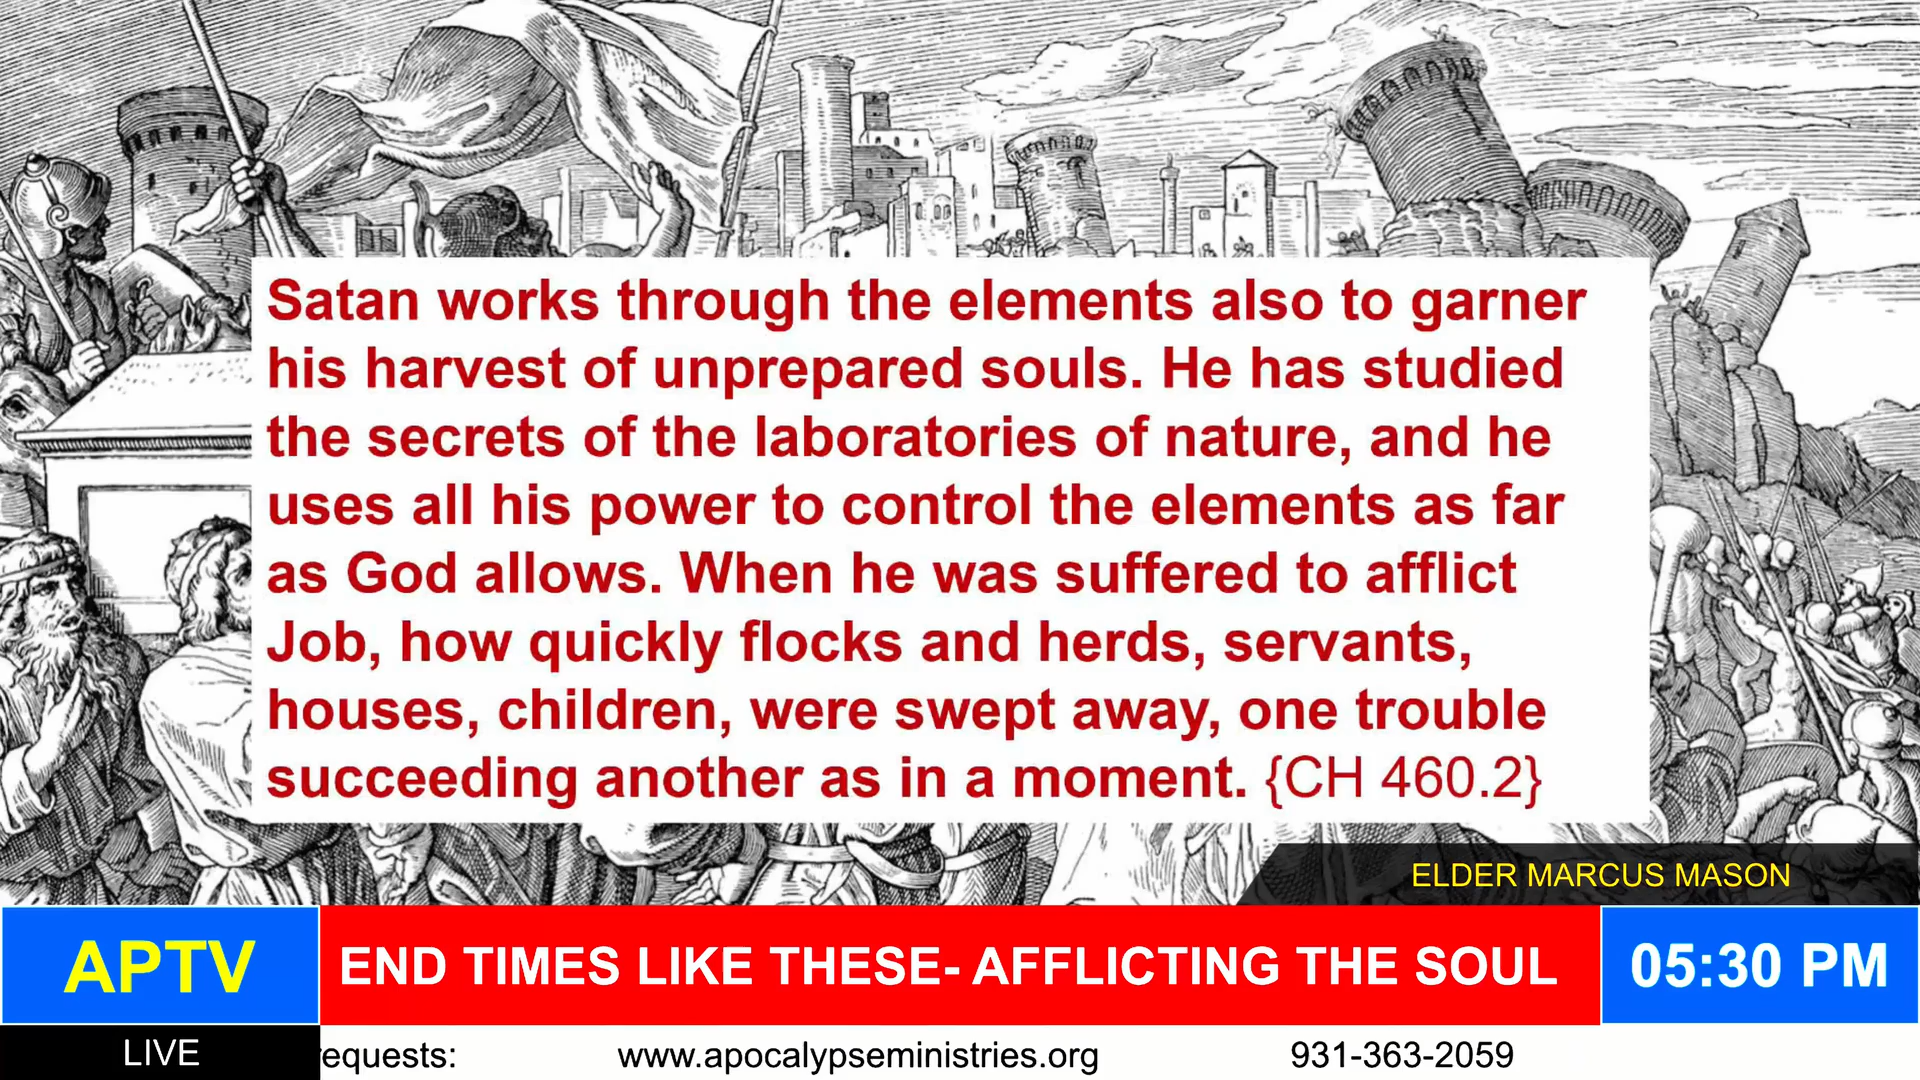 Satan works through the elements also to garner
his harvest of unprepared souls. He has studied
the secrets of the laboratories of nature, and he
uses all his power to control the elements as far
as God allows. When he was suffered to afflict
Job, how quickly flocks and herds, servants,
houses, children, were swept away, one trouble
succeeding another as in a moment. {CH 460.2}
ELDER MARCUS MASON
APTV
END TIMES LIKE THESE- AFFLICTING THE SOUL
05:30 PM
LIVE
equests: www.apocalypseministries.org 931-363-2059